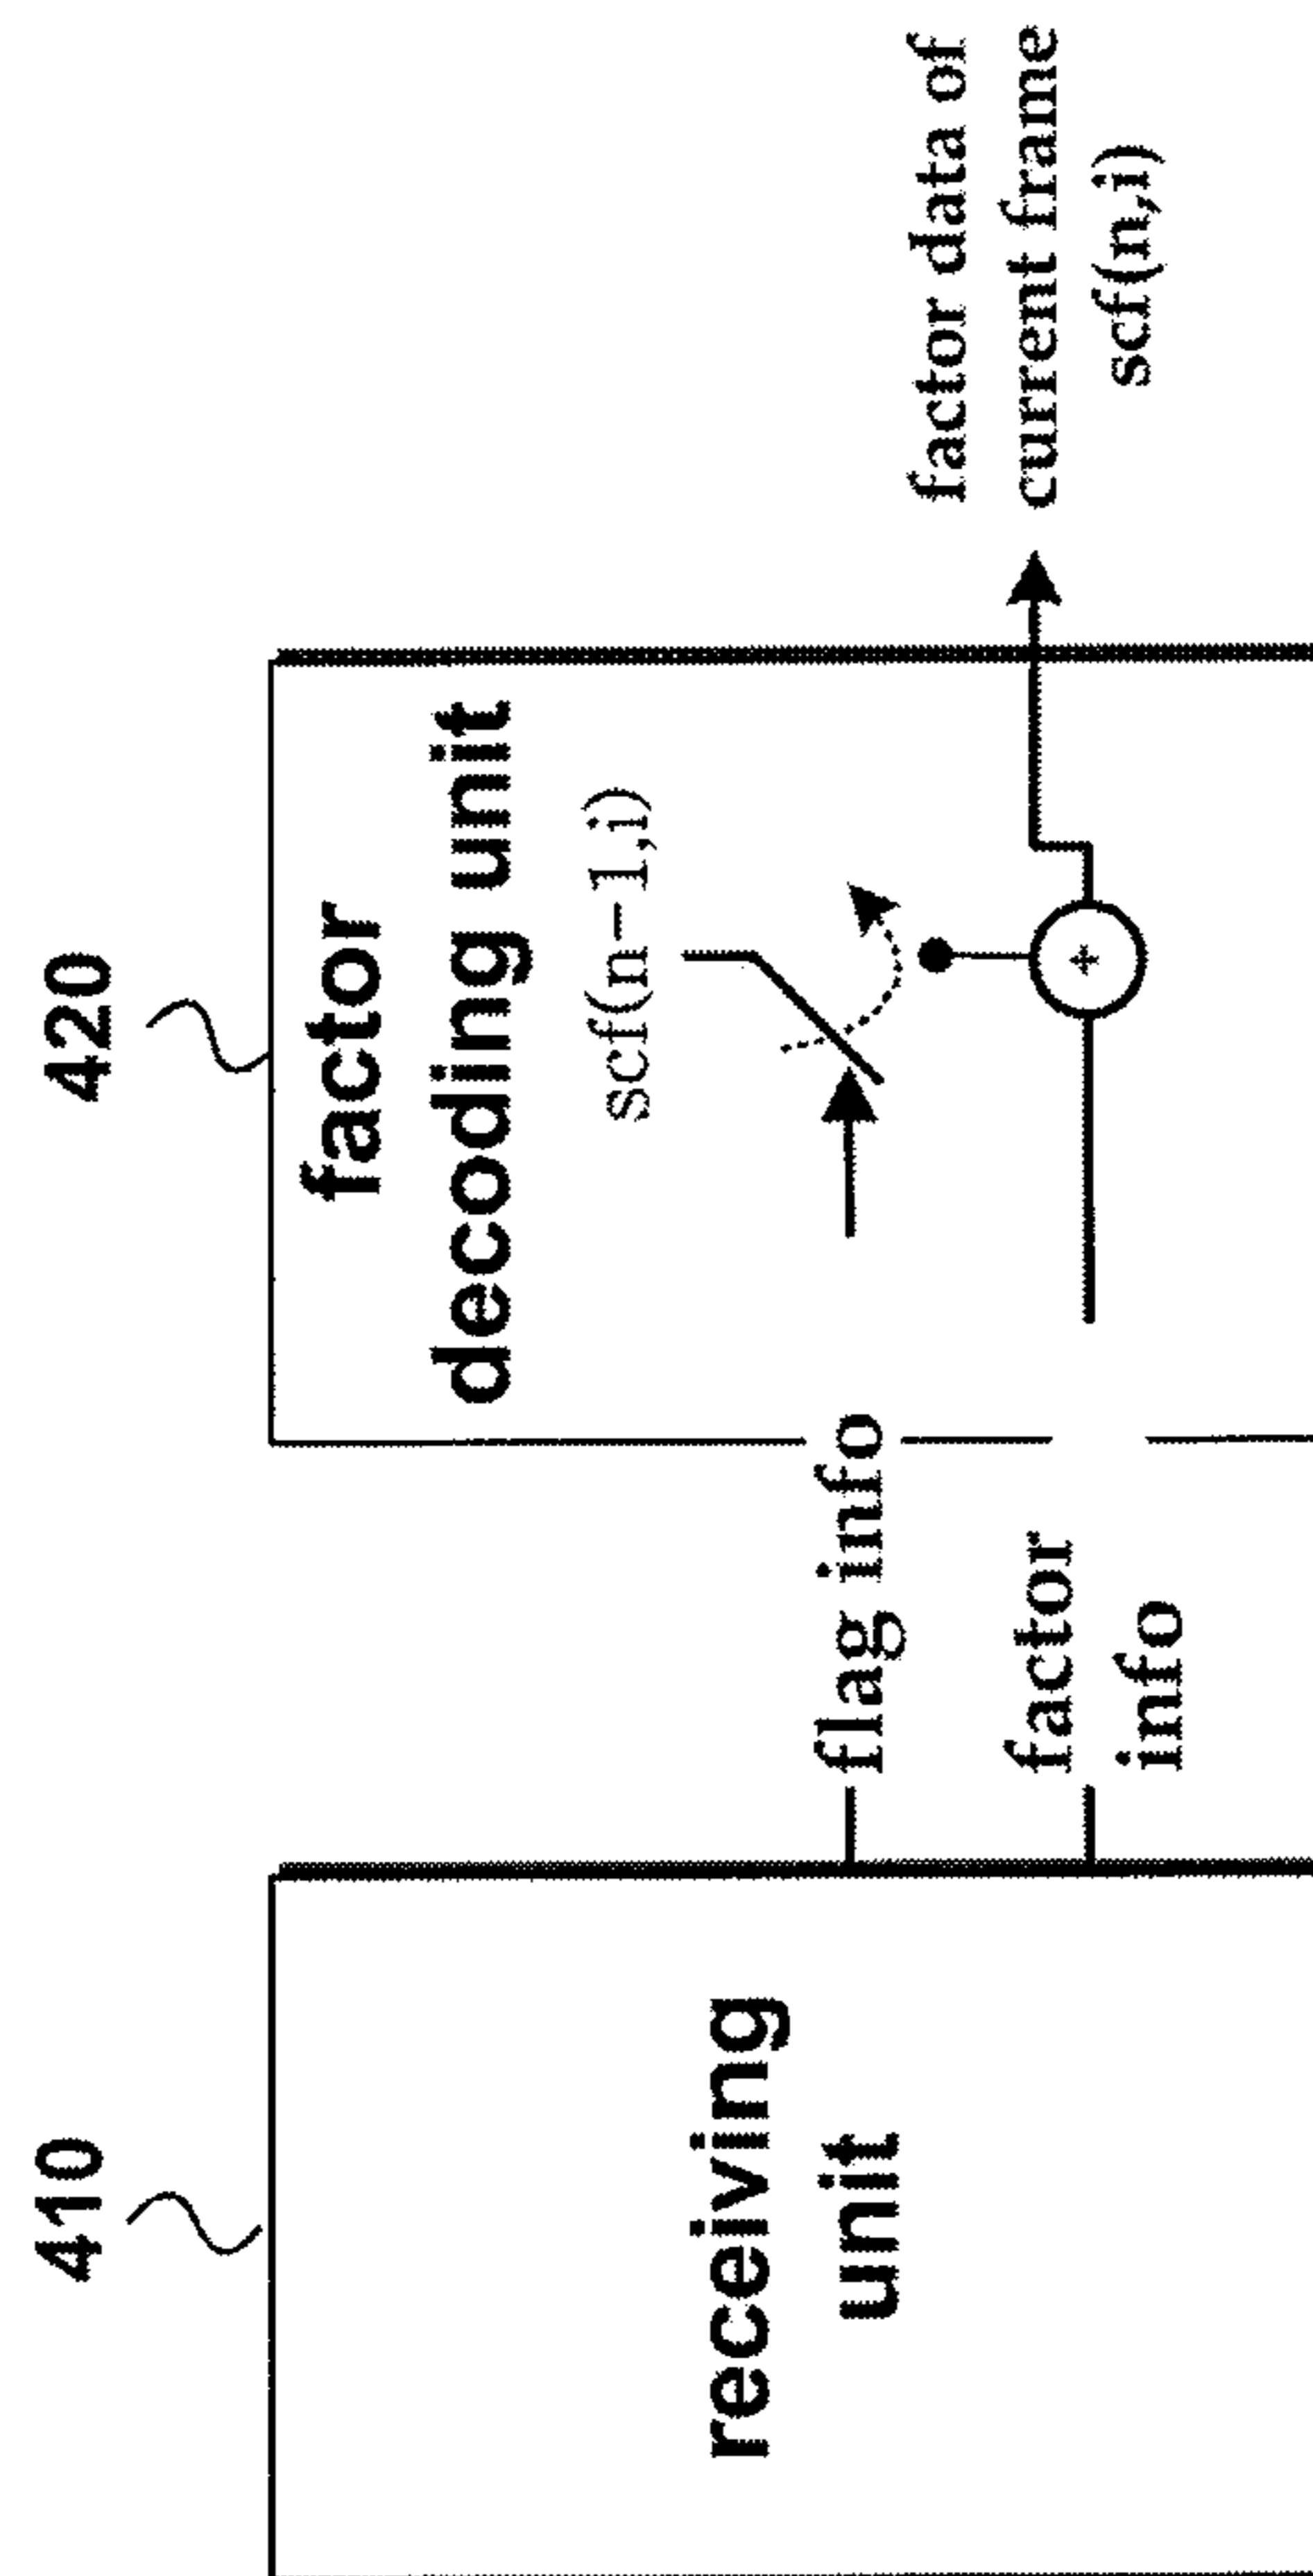 410
receiving
unit
flag info
factor
info
420
factor
decoding unit
scf(n-1,i)
+
factor data of
current frame
scf(n,i)